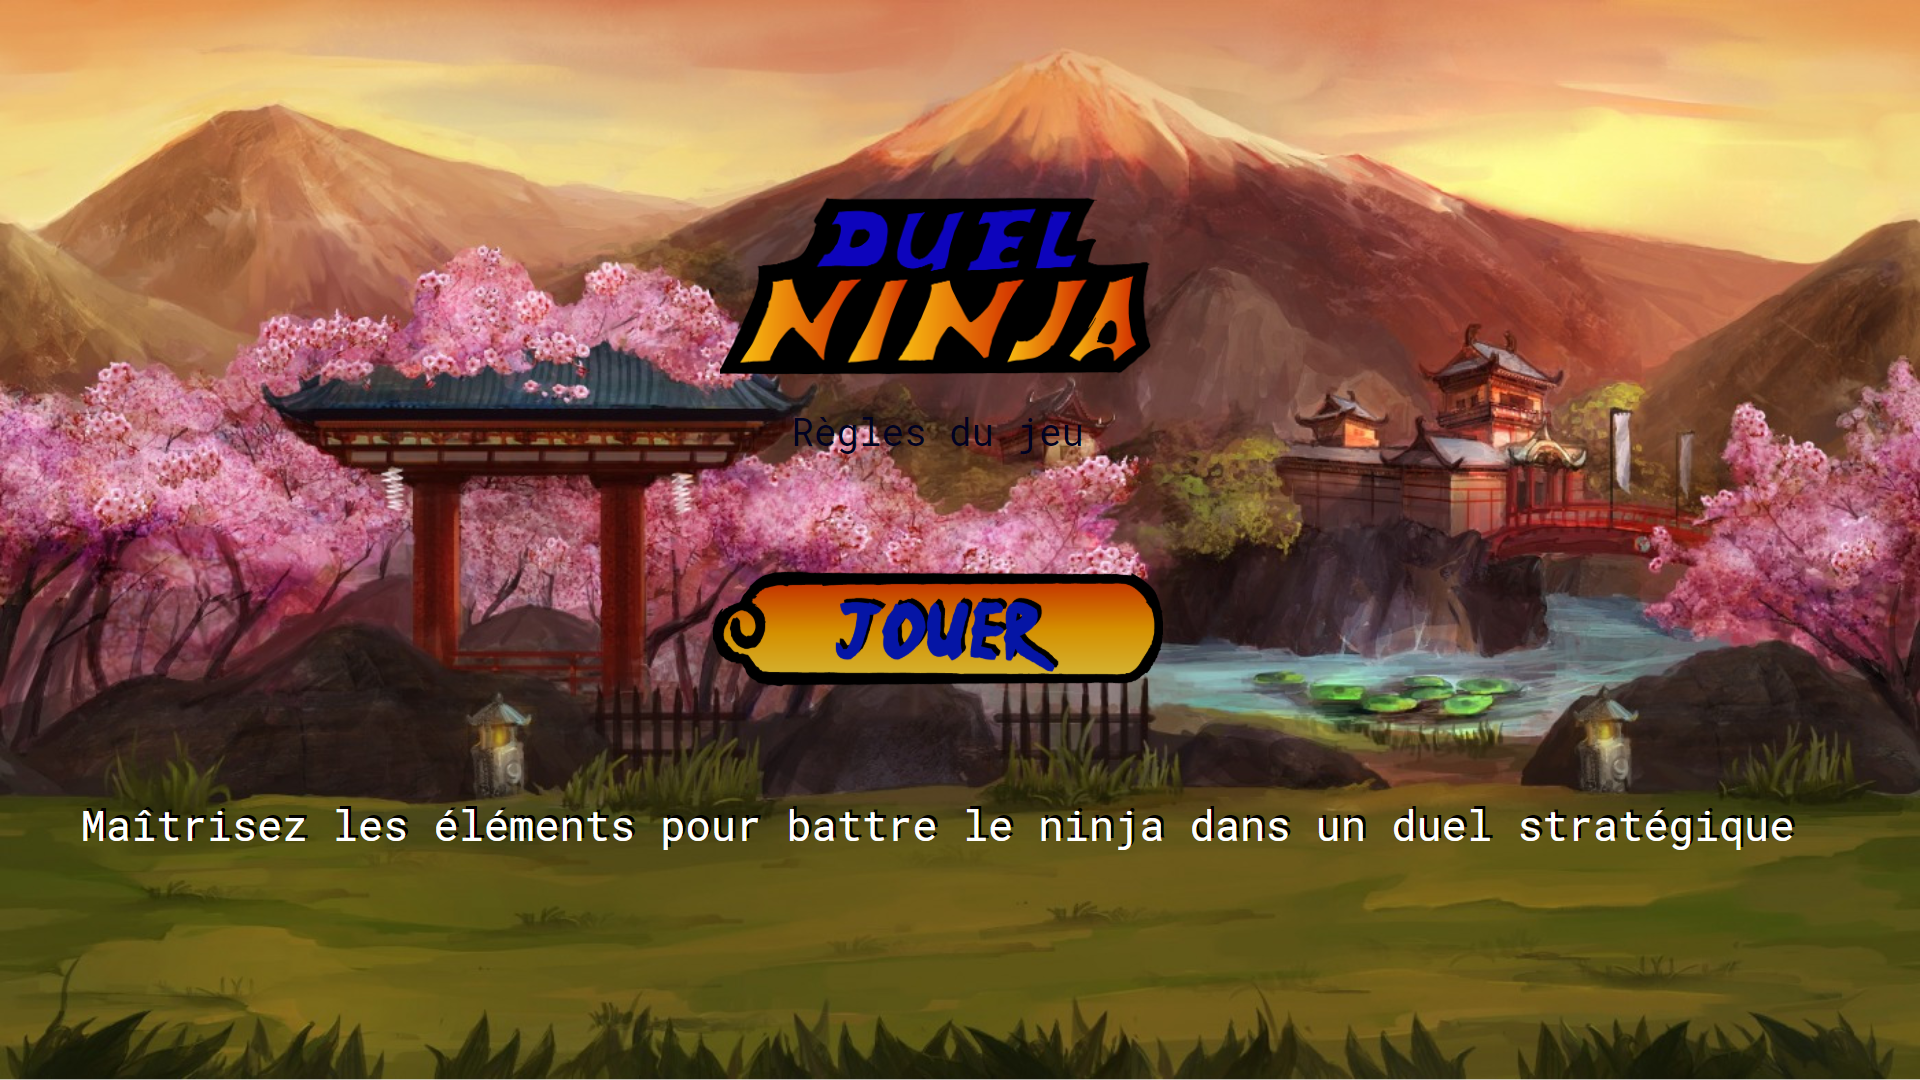 DUEL
NINJA
Règles du jeu
JOUER
Maîtrisez les éléments pour battre le ninja dans un duel stratégique